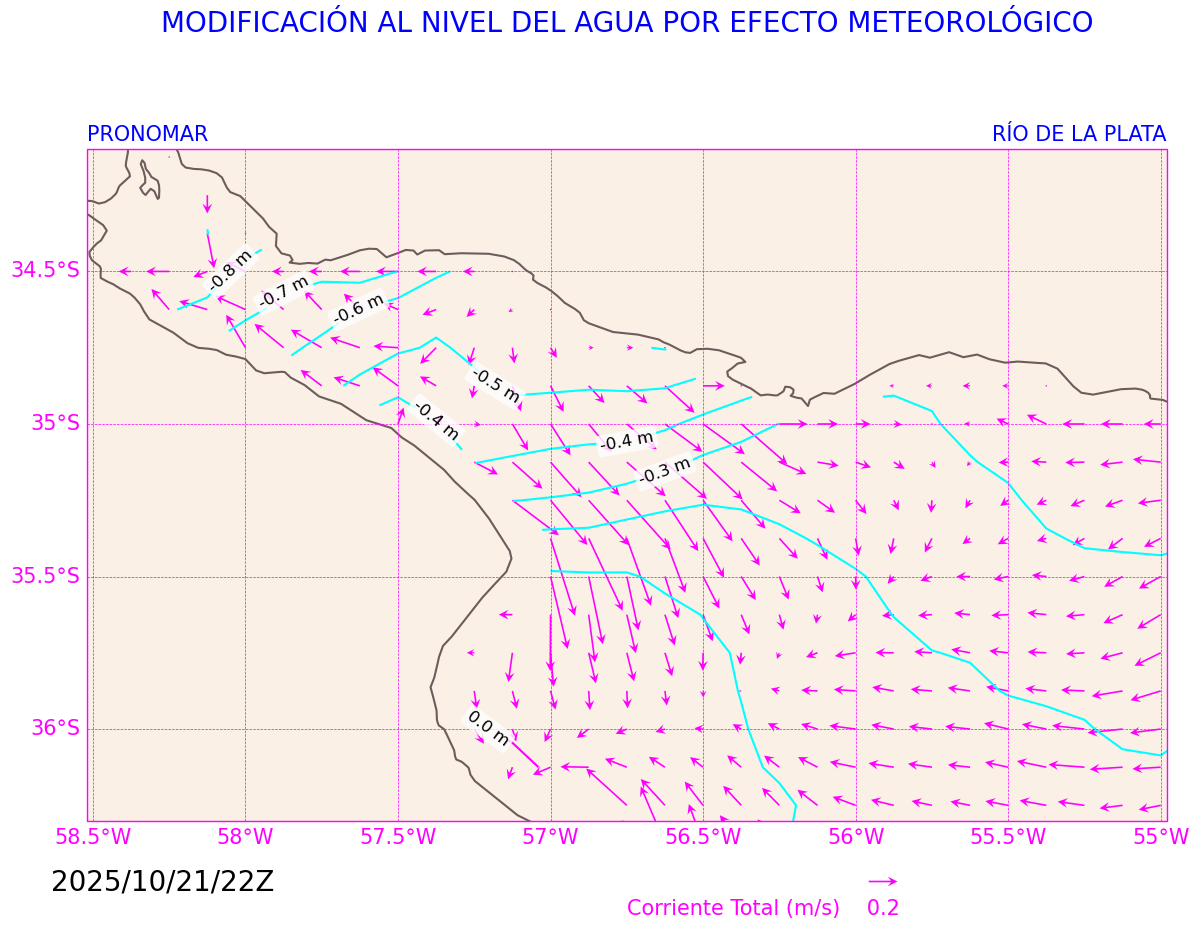 MODIFICACIÓN AL NIVEL DEL AGUA POR EFECTO METEOROLÓGICO
PRONOMAR
RÍO DE LA PLATA
34.5°S
35°S
35.5°S
36°S
-0.8 m
-0.7 m
-0.6 m
-0.5 m
-0.4 m
-0.4 m
-0.3 m
0.0 m
58.5°W
58°W
57.5°W
57°W
56.5°W
56°W
55.5°W
55°W
2025/10/21/22Z
Corriente Total (m/s)
0.2